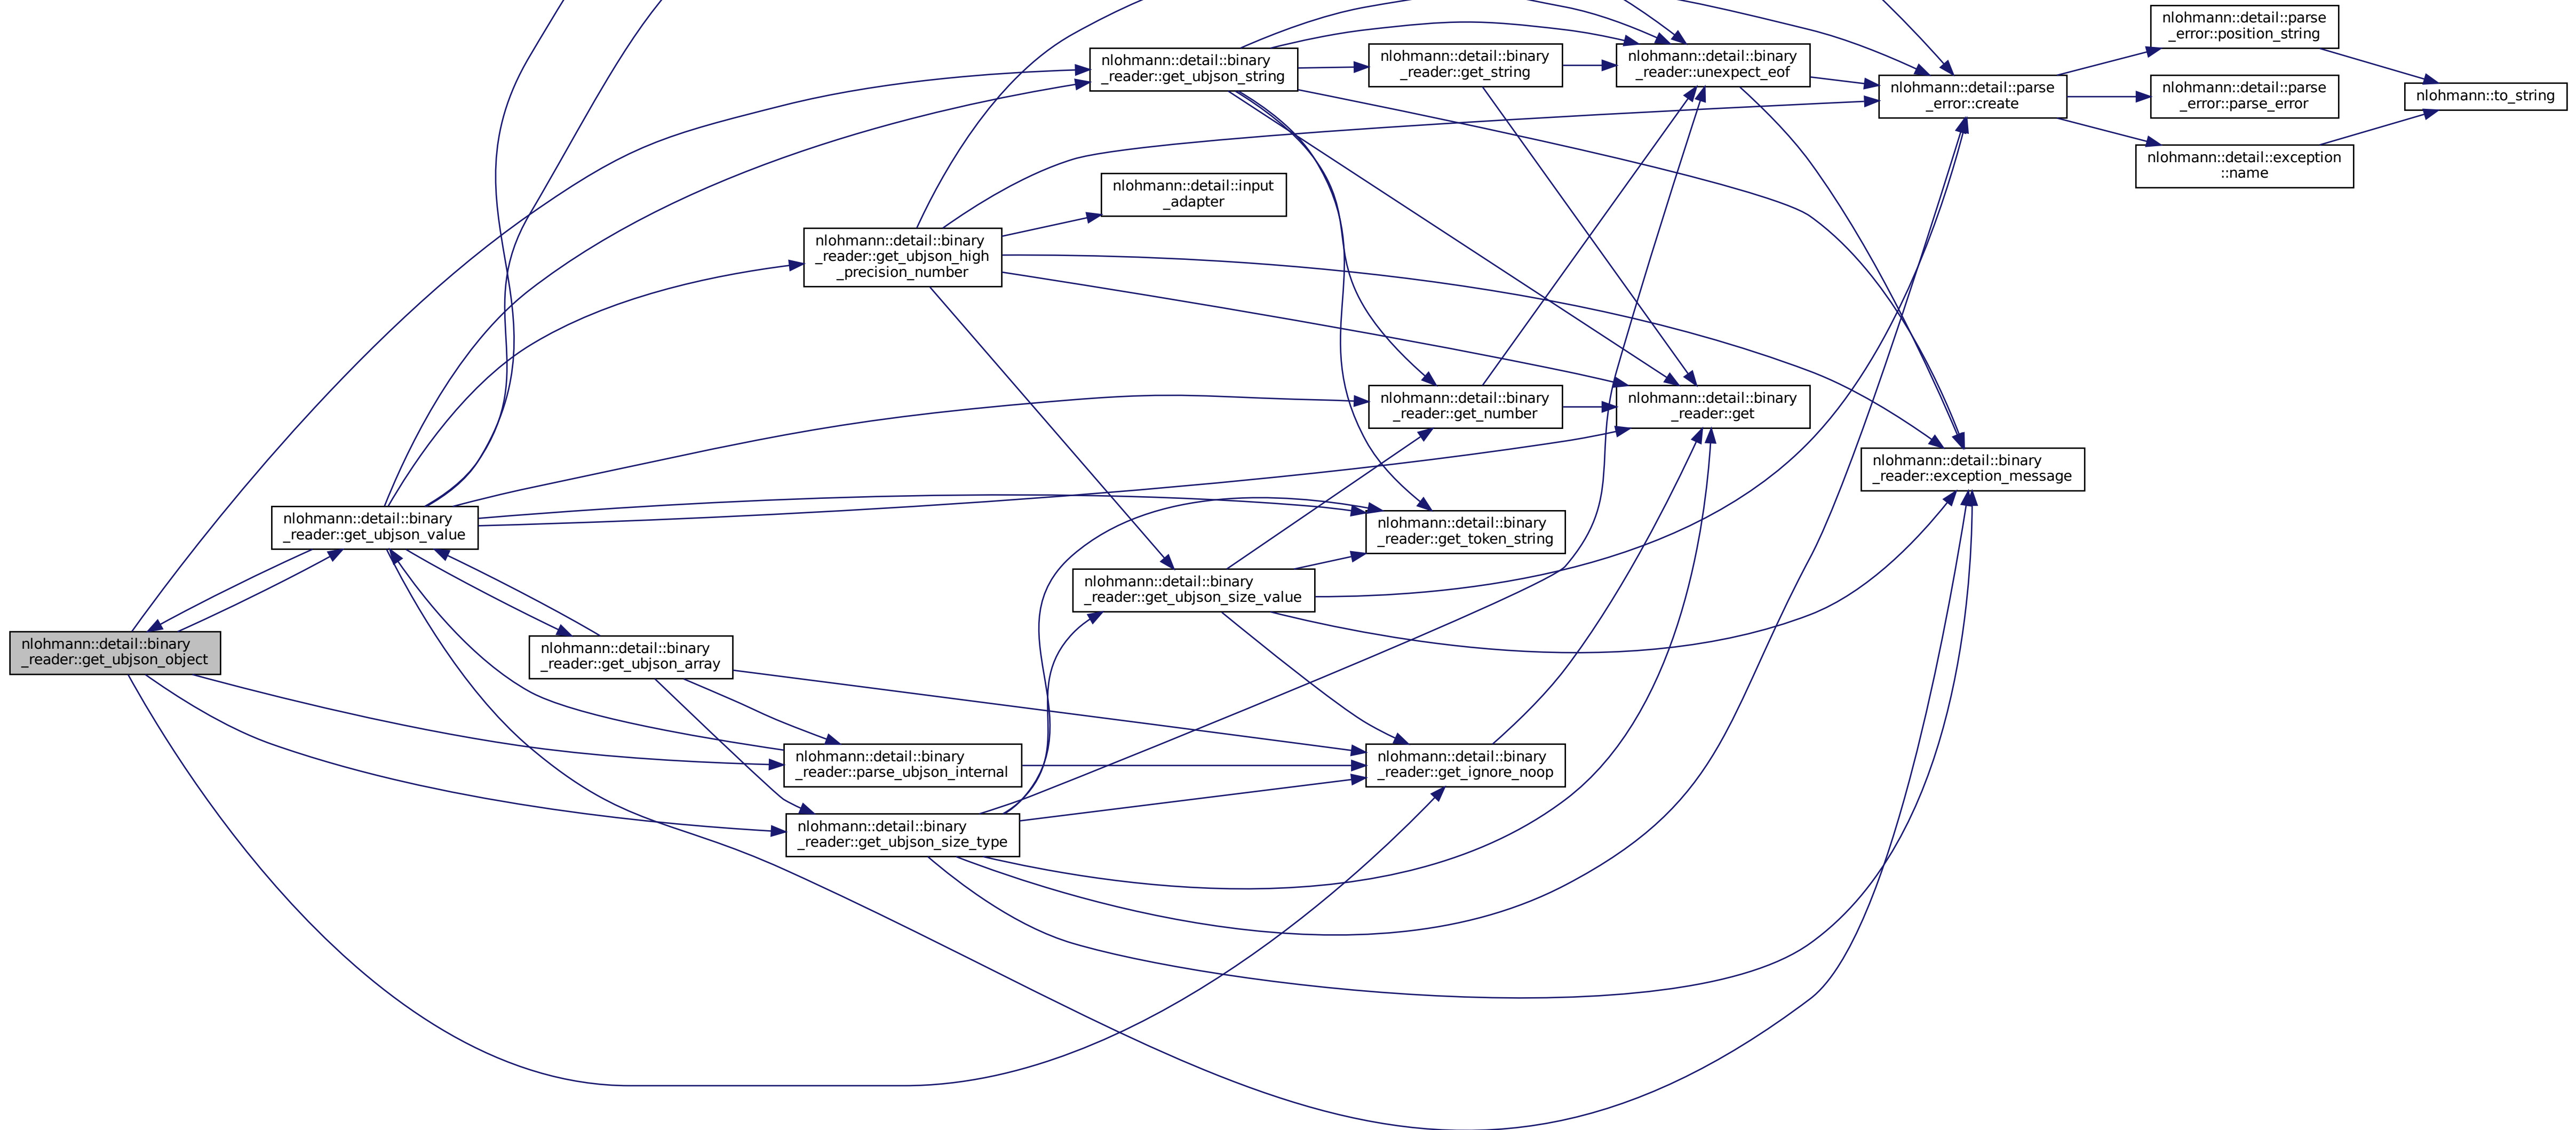 nlohmann::detail::parse
_error::position_string
nlohmann::detail::binary
_reader::get_ubjson_string
nlohmann::detail::binary
_reader::get_string
nlohmann::detail::binary
_reader::unexpect_eof
nlohmann::detail::parse
_error::create
nlohmann::detail::parse
_error::parse_error
nlohmann::to_string
nlohmann::detail::exception
::name
nlohmann::detail::input
_adapter
nlohmann::detail::binary
_reader::get_ubjson_high
_precision_number
nlohmann::detail::binary
_reader::get_number
nlohmann::detail::binary
_reader::get
nlohmann::detail::binary
_reader::exception_message
nlohmann::detail::binary
_reader::get_ubjson_value
nlohmann::detail::binary
_reader::get_token_string
nlohmann::detail::binary
_reader::get_ubjson_size_value
nlohmann::detail::binary
_reader::get_ubjson_object
nlohmann::detail::binary
_reader::get_ubjson_array
nlohmann::detail::binary
_reader::parse_ubjson_internal
nlohmann::detail::binary
_reader::get_ignore_noop
nlohmann::detail::binary
_reader::get_ubjson_size_type